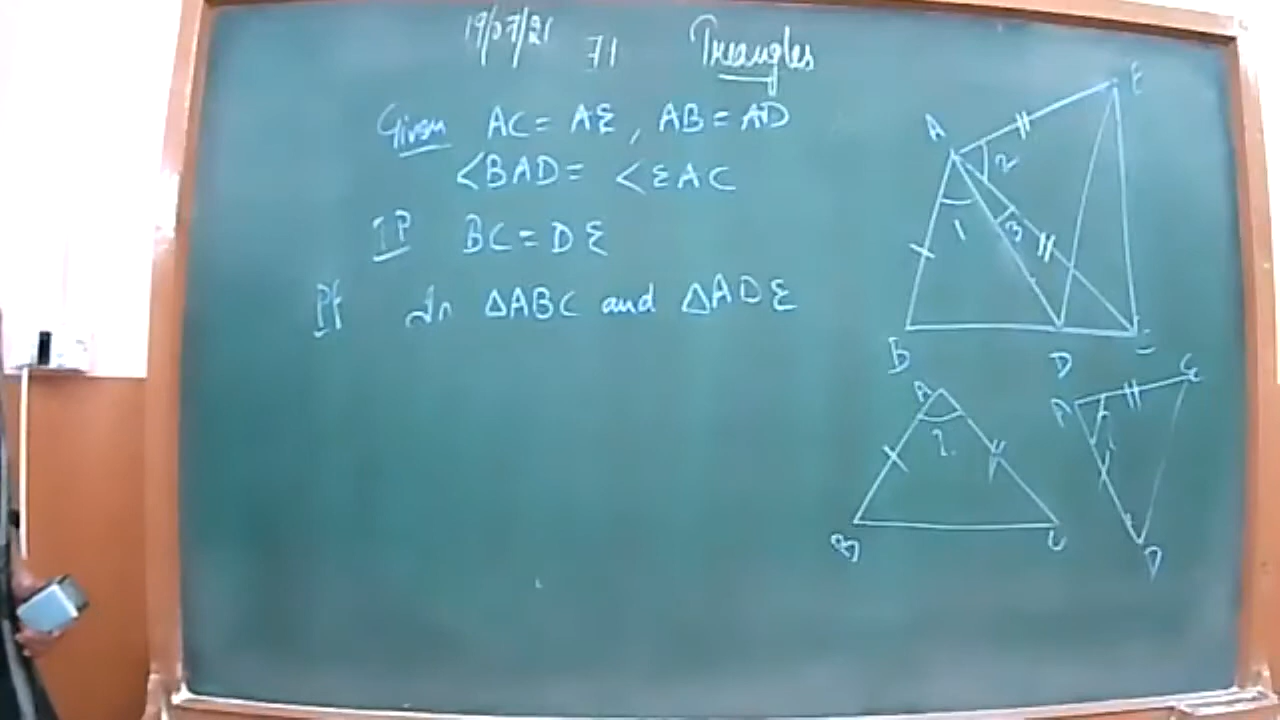 19/07/21 71 Triangles
Given AC = AE, AB = AD
<BAD = <EAC
TP BC = DE
Pf In ΔABC and ΔADE
E
A
2
1
3
B D C
A E
A
2.
B C
D